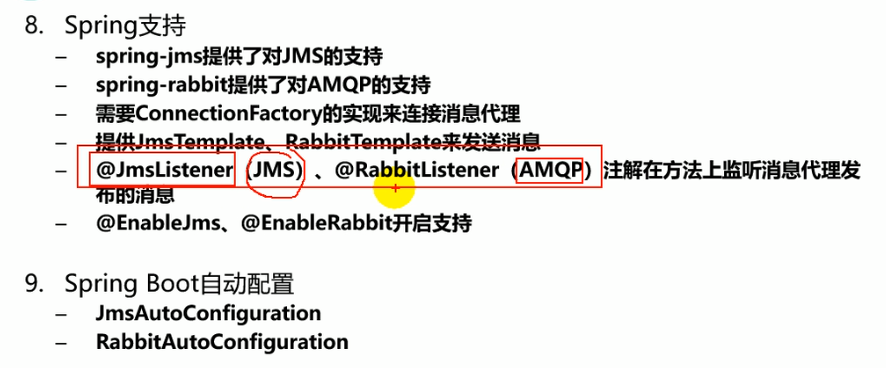 8. Spring支持
– spring-jms提供了对JMS的支持
– spring-rabbit提供了对AMQP的支持
– 需要ConnectionFactory的实现来连接消息代理
– 提供JmsTemplate、RabbitTemplate来发送消息
– @JmsListener（JMS）、@RabbitListener（AMQP）注解在方法上监听消息代理发
布的消息
– @EnableJms、@EnableRabbit开启支持
9. Spring Boot自动配置
– JmsAutoConfiguration
– RabbitAutoConfiguration